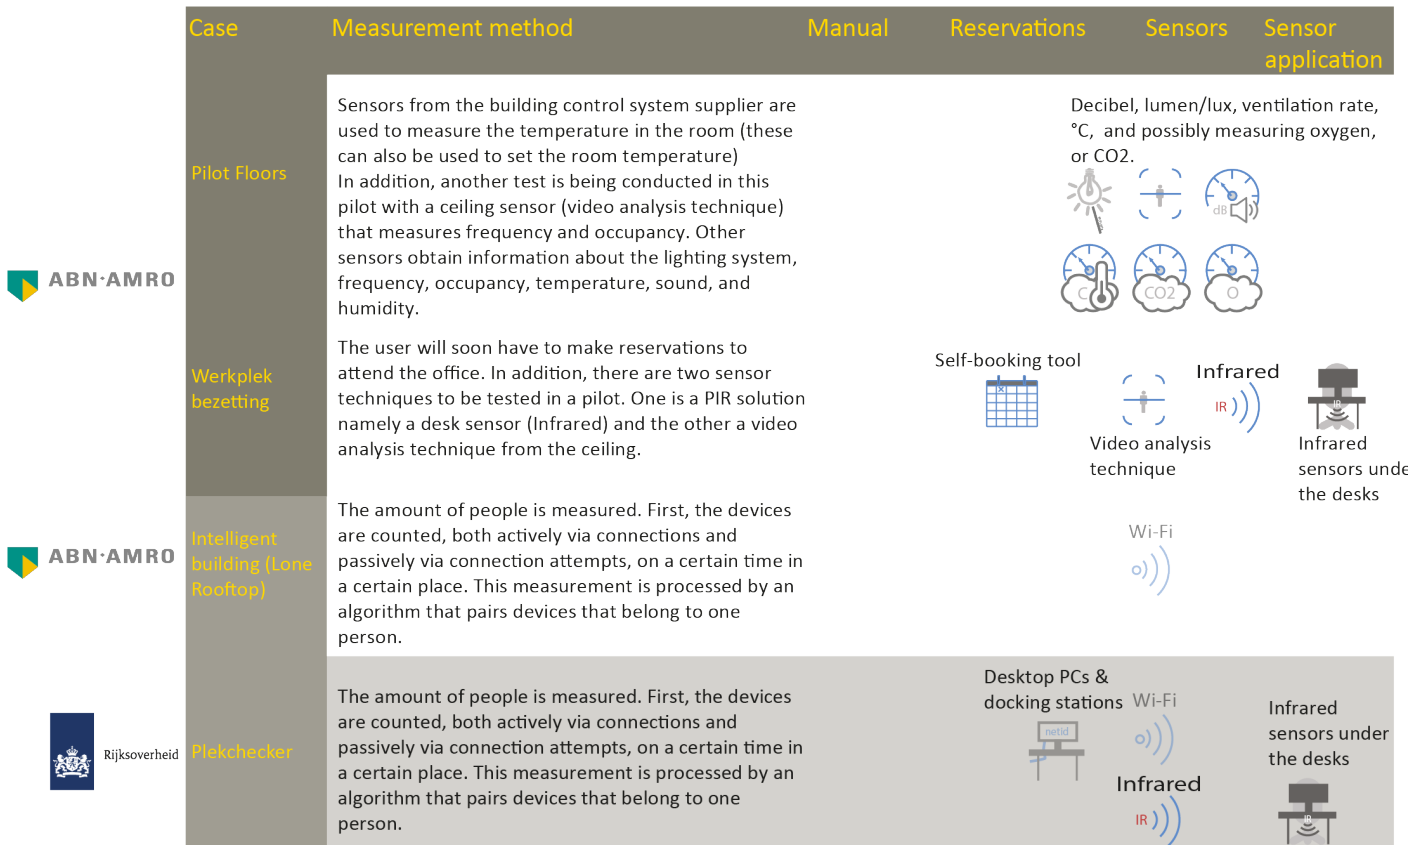 Case
Measurement method
Manual
Reservations
Sensors
Sensor
application
ABN·AMRO
Pilot Floors
Sensors from the building control system supplier are
used to measure the temperature in the room (these
can also be used to set the room temperature)
In addition, another test is being conducted in this
pilot with a ceiling sensor (video analysis technique)
that measures frequency and occupancy. Other
sensors obtain information about the lighting system,
frequency, occupancy, temperature, sound, and
humidity.
Decibel, lumen/lux, ventilation rate,
°C, and possibly measuring oxygen,
or CO2.
dB
C
CO2
O
Werkplek
bezetting
The user will soon have to make reservations to
attend the office. In addition, there are two sensor
techniques to be tested in a pilot. One is a PIR solution
namely a desk sensor (Infrared) and the other a video
analysis technique from the ceiling.
Self-booking tool
Video analysis
technique
Infrared
IR
IR
Infrared
sensors unde
the desks
ABN·AMRO
Intelligent
building (Lone
Rooftop)
The amount of people is measured. First, the devices
are counted, both actively via connections and
passively via connection attempts, on a certain time in
a certain place. This measurement is processed by an
algorithm that pairs devices that belong to one
person.
Wi-Fi
Rijksoverheid
Plekchecker
The amount of people is measured. First, the devices
are counted, both actively via connections and
passively via connection attempts, on a certain time in
a certain place. This measurement is processed by an
algorithm that pairs devices that belong to one
person.
Desktop PCs &
docking stations
netid
Wi-Fi
Infrared
IR
Infrared
sensors under
the desks
IR